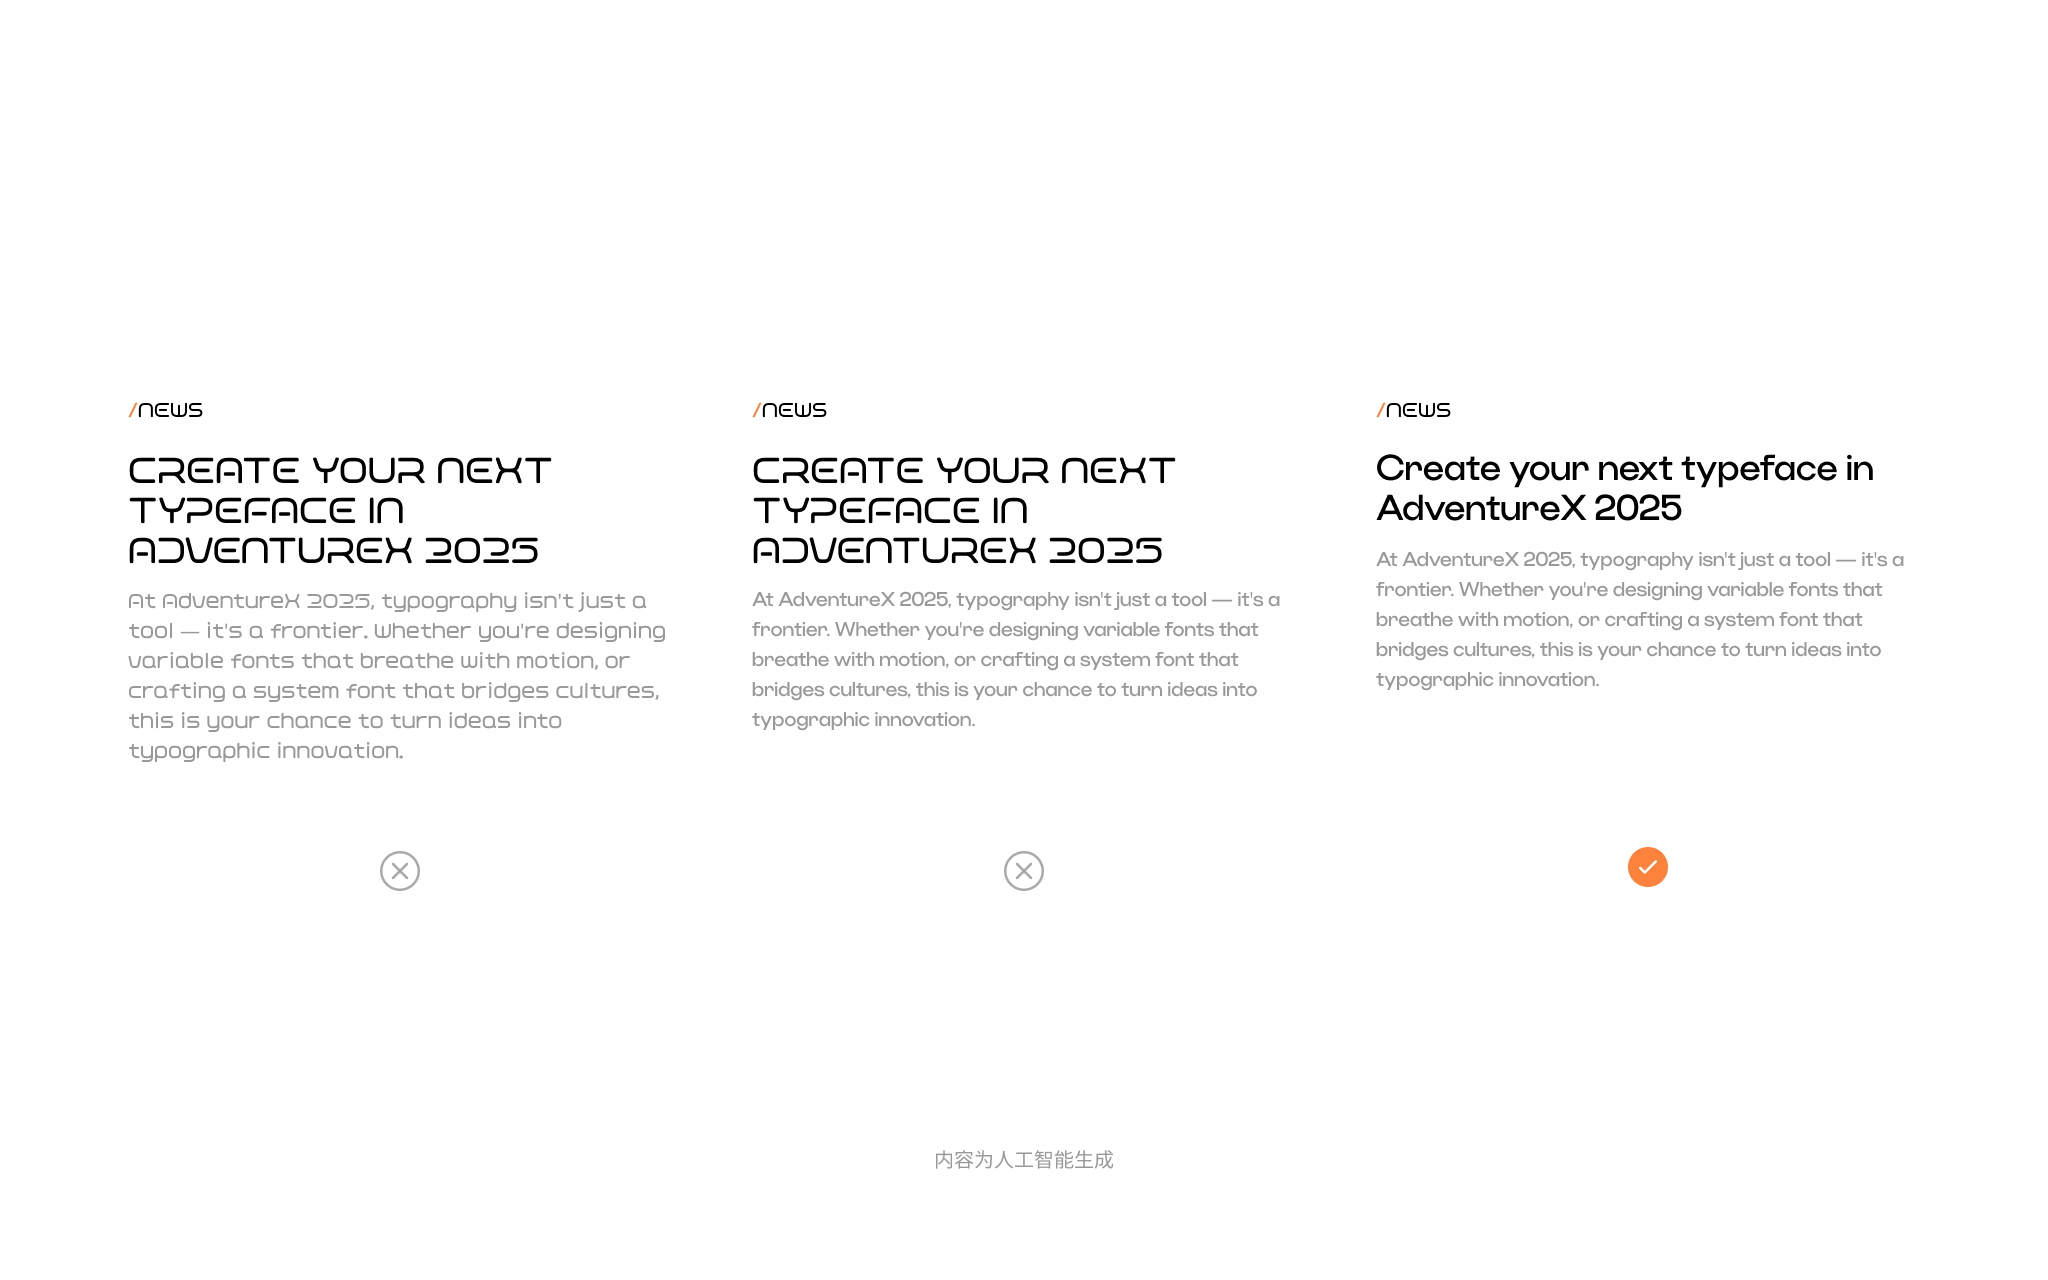 /NEWS
CREATE YOUR NEXT
TYPEFACE IN
ADVENTUREX 2025
At AdventureX 2025, typography isn't just a
tool — it's a frontier. Whether you're designing
variable fonts that breathe with motion, or
crafting a system font that bridges cultures,
this is your chance to turn ideas into
typographic innovation.
/NEWS
CREATE YOUR NEXT
TYPEFACE IN
ADVENTUREX 2025
At AdventureX 2025, typography isn't just a tool — it's a
frontier. Whether you're designing variable fonts that
breathe with motion, or crafting a system font that
bridges cultures, this is your chance to turn ideas into
typographic innovation.
/NEWS
Create your next typeface in
AdventureX 2025
At AdventureX 2025, typography isn't just a tool — it's a
frontier. Whether you're designing variable fonts that
breathe with motion, or crafting a system font that
bridges cultures, this is your chance to turn ideas into
typographic innovation.
内容为人工智能生成